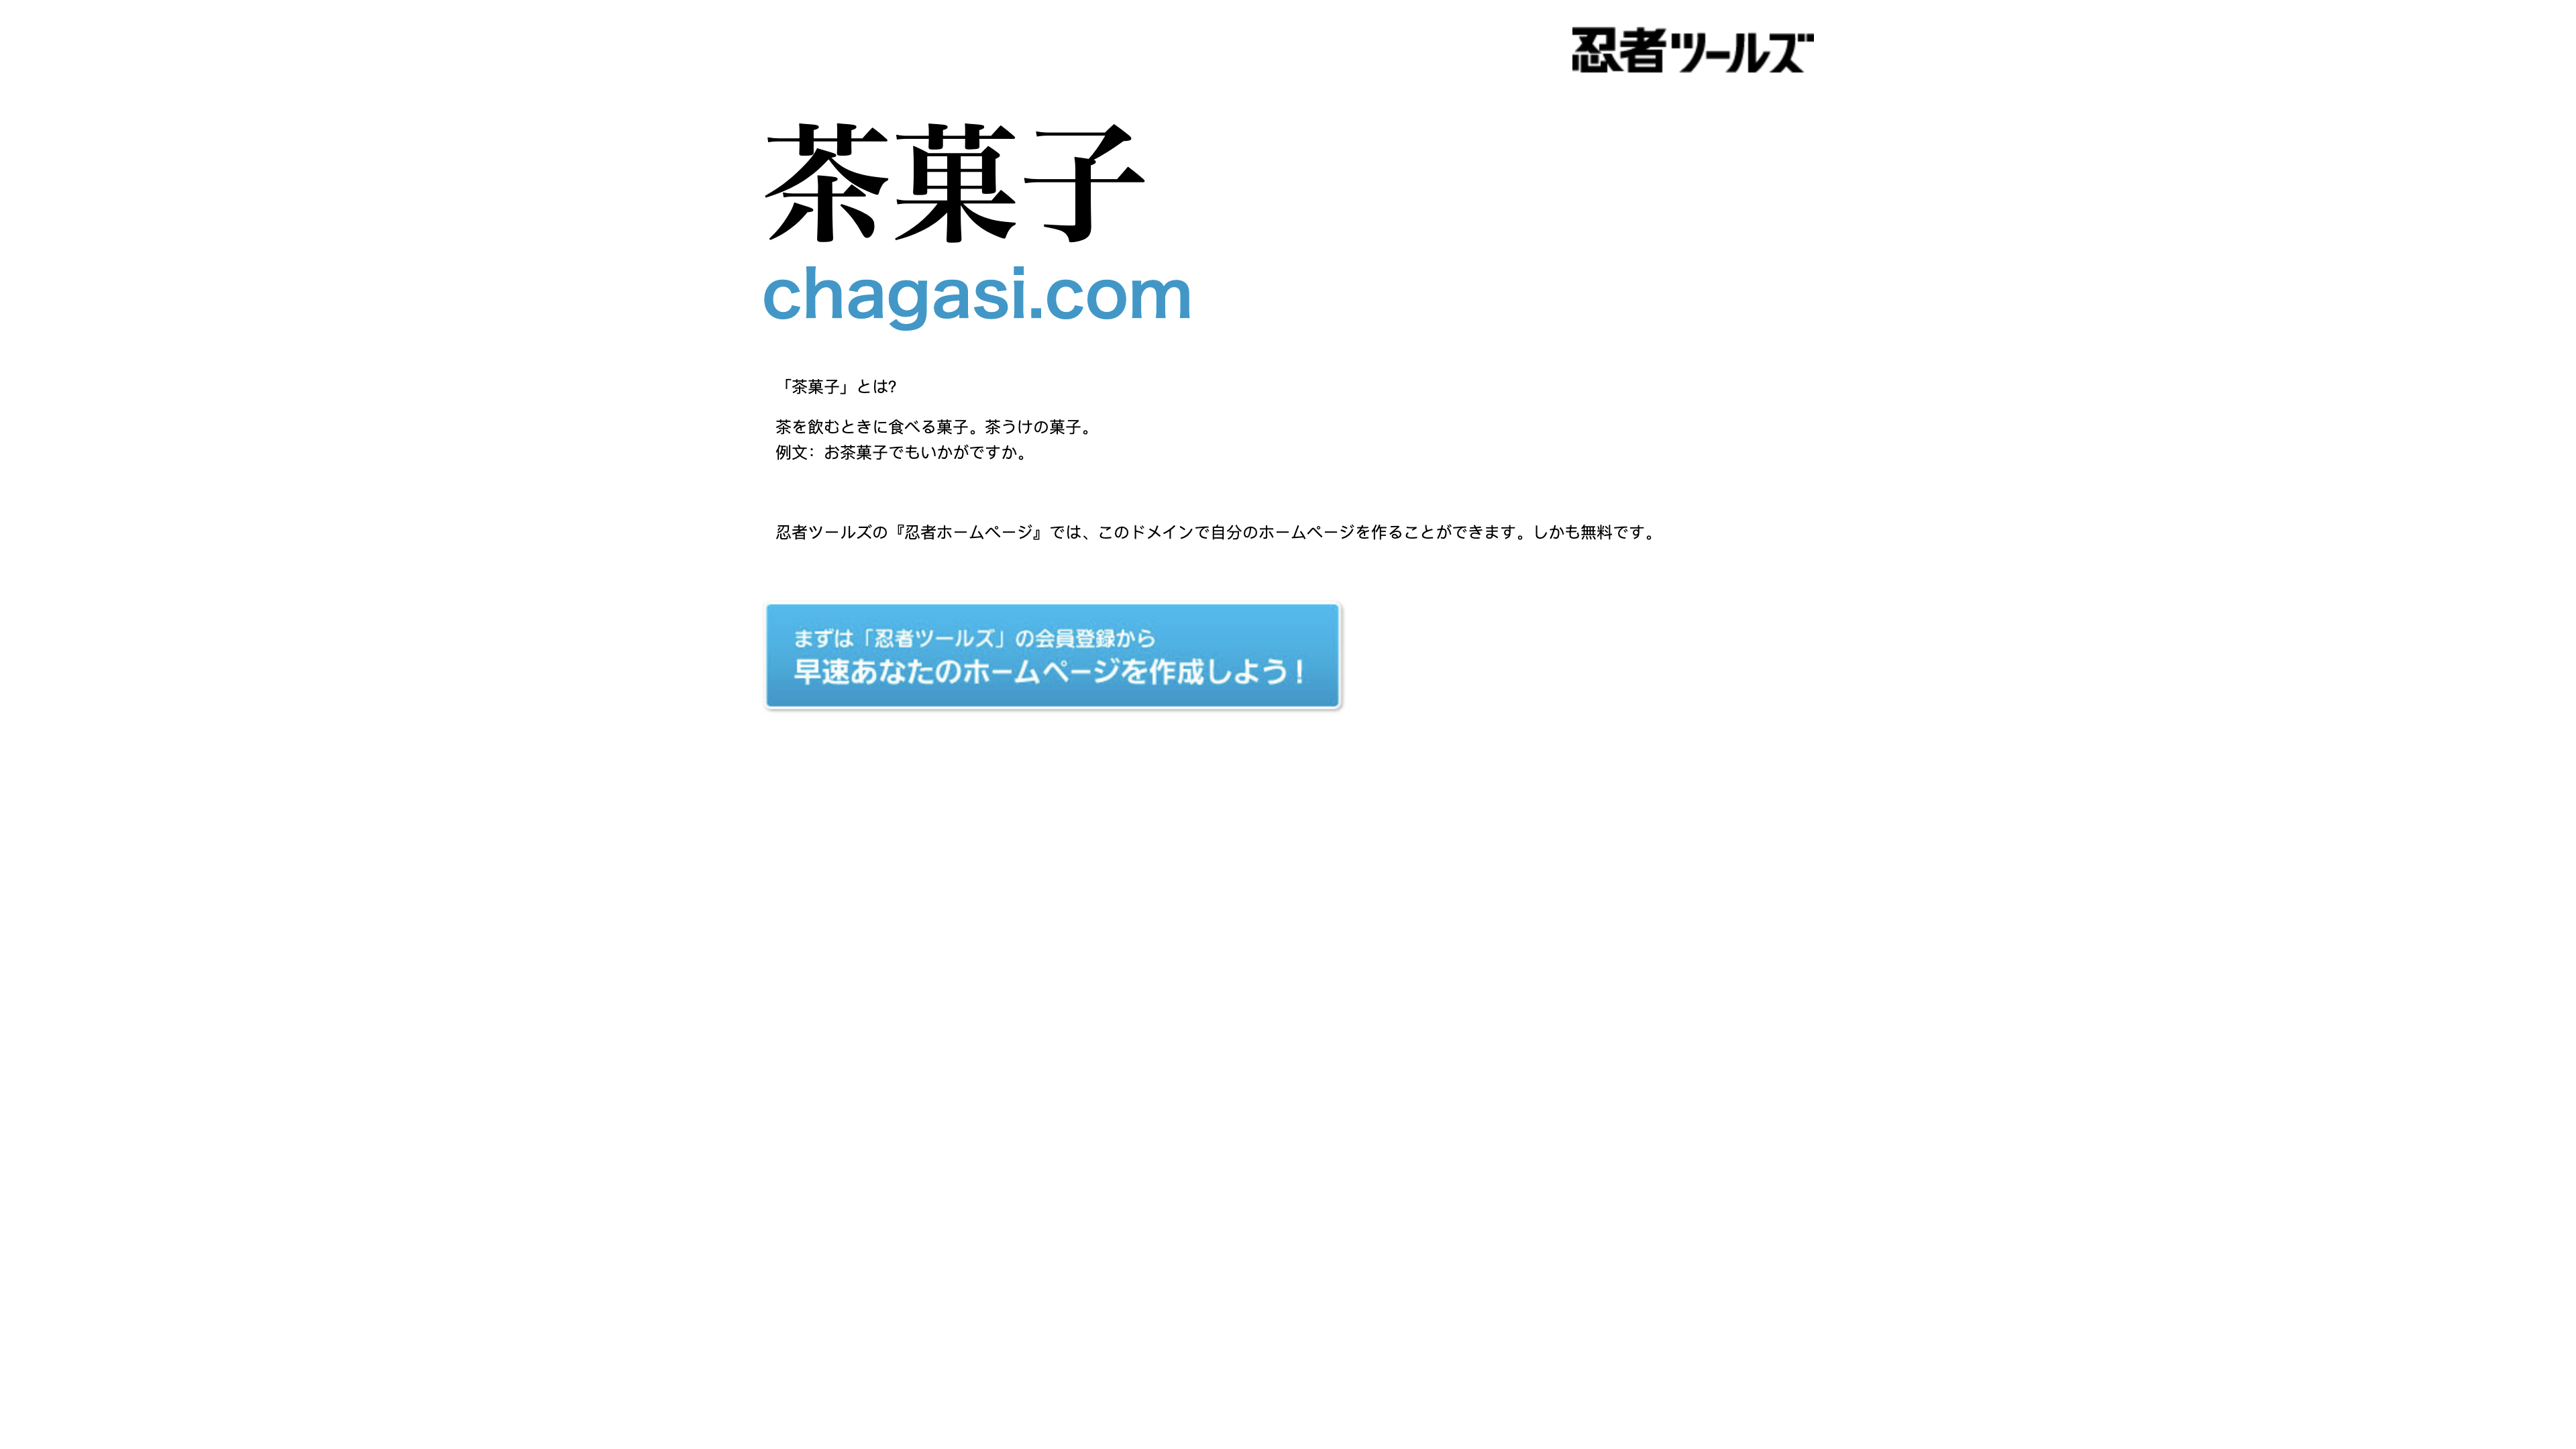 忍者ツールズ
茶菓子
chagasi.com
「茶菓子」とは?
茶を飲むときに食べる菓子。茶うけの菓子。
例文：お茶菓子でもいかがですか。
忍者ツールズの『忍者ホームページ』では、このドメインで自分のホームページを作ることができます。しかも無料です。
まずは「忍者ツールズ」の会員登録から
早速あなたのホームページを作成しよう！